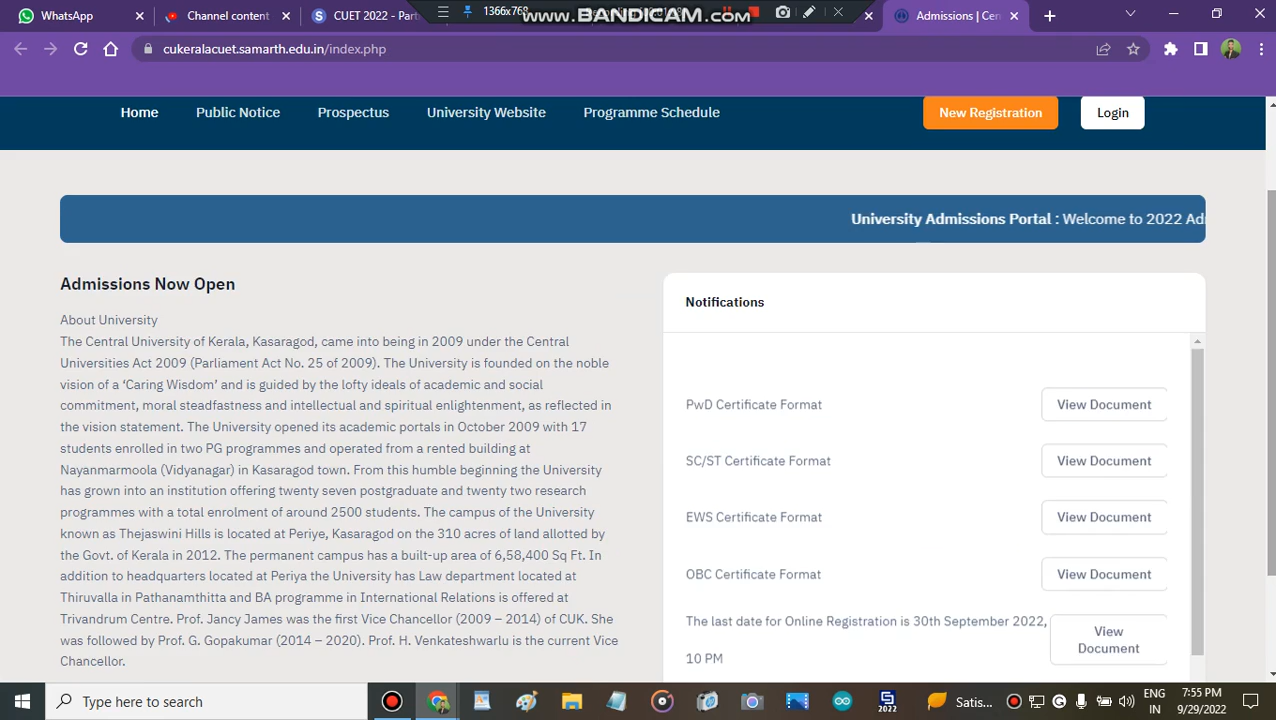 WhatsApp
Channel content
CUET 2022 - Par
1366x768
www.BANDICAM.com
Admissions | Cen
cukeralacuet.samarth.edu.in/index.php
Home Public Notice Prospectus University Website Programme Schedule New Registration Login
University Admissions Portal : Welcome to 2022 Ad
Admissions Now Open
About University
The Central University of Kerala, Kasaragod, came into being in 2009 under the Central
Universities Act 2009 (Parliament Act No. 25 of 2009). The University is founded on the noble
vision of a ‘Caring Wisdom’ and is guided by the lofty ideals of academic and social
commitment, moral steadfastness and intellectual and spiritual enlightenment, as reflected in
the vision statement. The University opened its academic portals in October 2009 with 17
students enrolled in two PG programmes and operated from a rented building at
Nayanmarmoola (Vidyanagar) in Kasaragod town. From this humble beginning the University
has grown into an institution offering twenty seven postgraduate and twenty two research
programmes with a total enrolment of around 2500 students. The campus of the University
known as Thejaswini Hills is located at Periye, Kasaragod on the 310 acres of land allotted by
the Govt. of Kerala in 2012. The permanent campus has a built-up area of 6,58,400 Sq Ft. In
addition to headquarters located at Periya the University has Law department located at
Thiruvalla in Pathanamthitta and BA programme in International Relations is offered at
Trivandrum Centre. Prof. Jancy James was the first Vice Chancellor (2009 – 2014) of CUK. She
was followed by Prof. G. Gopakumar (2014 – 2020). Prof. H. Venkateshwarlu is the current Vice
Chancellor.
Notifications
PwD Certificate Format View Document
SC/ST Certificate Format View Document
EWS Certificate Format View Document
OBC Certificate Format View Document
The last date for Online Registration is 30th September 2022,
10 PM
View
Document
Type here to search
2022
Satis...
ENG
IN
7:55 PM
9/29/2022